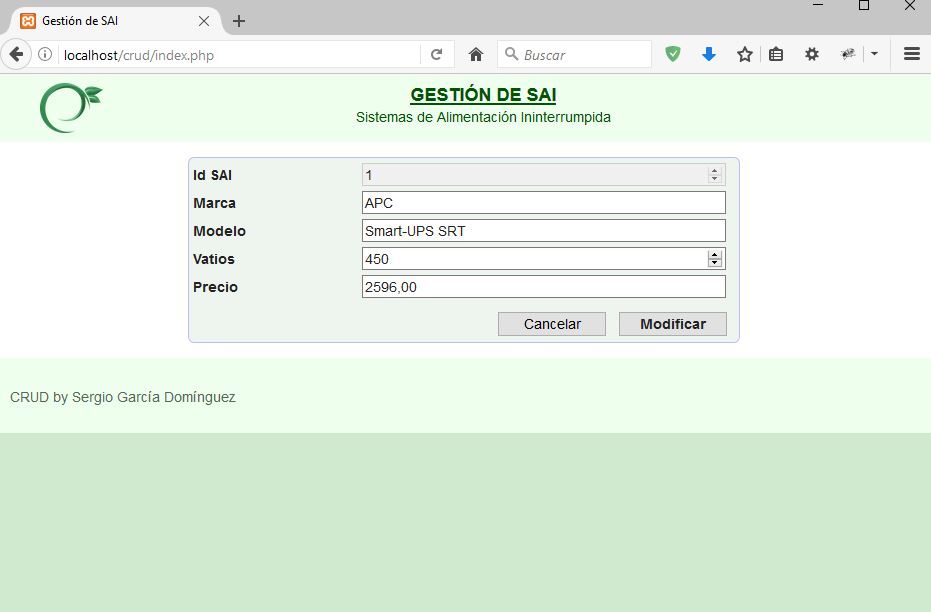 Gestión de SAI
localhost/crud/index.php
Buscar
GESTIÓN DE SAI
Sistemas de Alimentación Ininterrumpida
Id SAI 1
Marca APC
Modelo Smart-UPS SRT
Vatios 450
Precio 2596,00
Cancelar Modificar
CRUD by Sergio García Domínguez